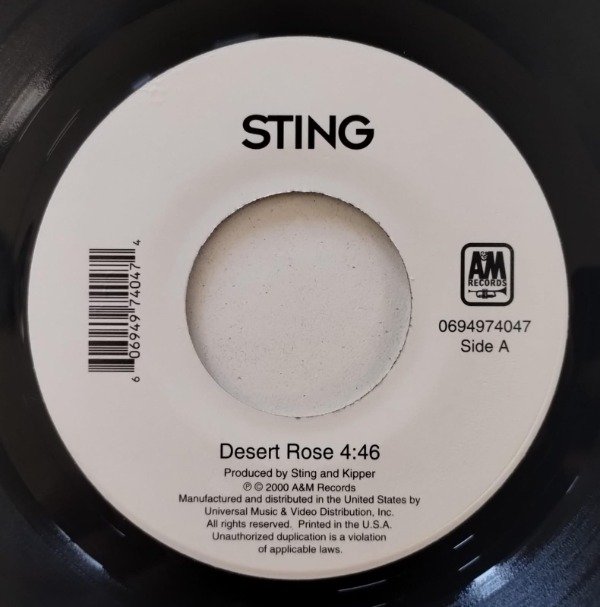 STING
6 06949 74047 4
A&M
RECORDS
0694974047
Side A
Desert Rose 4:46
Produced by Sting and Kipper
℗ © 2000 A&M Records
Manufactured and distributed in the United States by
Universal Music & Video Distribution, Inc.
All rights reserved.  Printed in the U.S.A.
Unauthorized duplication is a violation
of applicable laws.